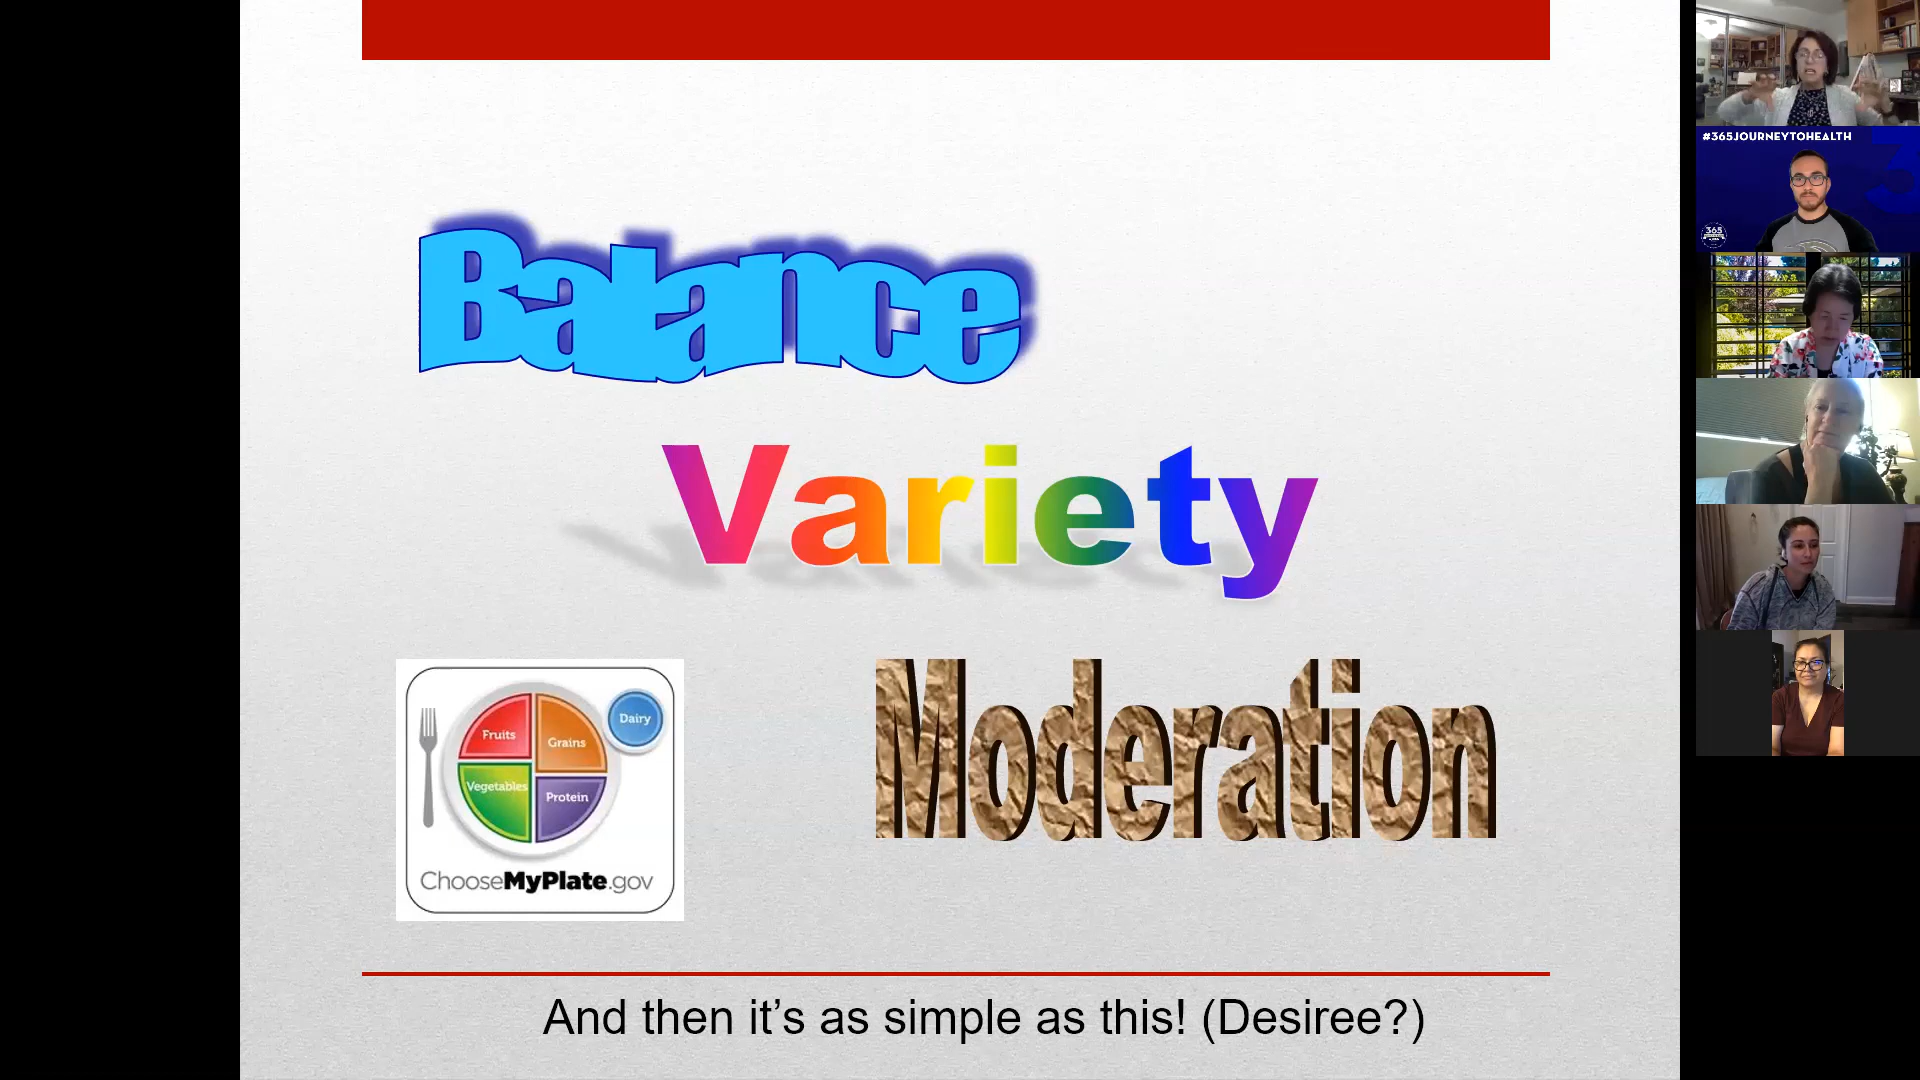 Balance
Variety
Moderation
Fruits
Grains
Dairy
Vegetables
Protein
ChooseMyPlate.gov
And then it’s as simple as this! (Desiree?)
#365JOURNEYTOHEALTH
365